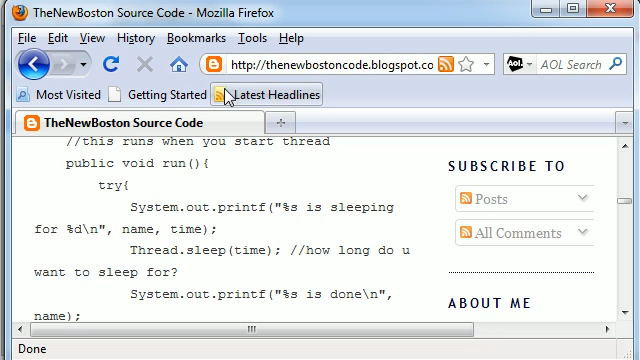 TheNewBoston Source Code - Mozilla Firefox
File Edit View History Bookmarks Tools Help
http://thenewbostoncode.blogspot.co
AOL. AOL Search
Most Visited Getting Started Latest Headlines
TheNewBoston Source Code
//this runs when you start thread
public void run(){
try{
System.out.printf("%s is sleeping
for %d\n", name, time);
Thread.sleep(time); //how long do u
want to sleep for?
System.out.printf("%s is done\n",
name);
SUBSCRIBE TO
Posts
All Comments
ABOUT ME
Done